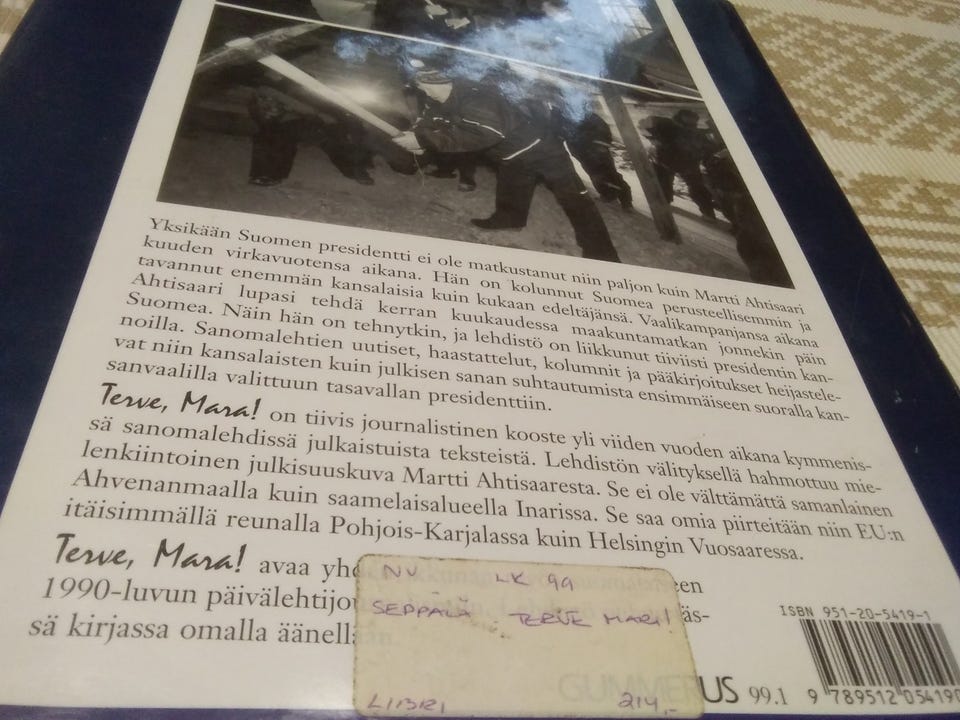 Yksikään Suomen presidentti ei ole matkustanut niin paljon kuin Martti Ahtisaari
kuuden virkavuotensa aikana. Hän on kolunnut Suomea perusteellisemmin ja
tavannut enemmän kansalaisia kuin kukaan edeltäjänsä. Vaalikampanjansa aikana
Ahtisaari lupasi tehdä kerran kuukaudessa maakuntamatkan jonnekin päin
Suomea. Näin hän on tehnytkin, ja lehdistö on liikkunut tiiviisti presidentin kan-
noilla. Sanomalehtien uutiset, haastattelut, kolumnit ja pääkirjoitukset heijastele-
vat niin kansalaisten kuin julkisen sanan suhtautumista ensimmäiseen suoralla kan-
sanvaalilla valittuun tasavallan presidenttiin.
Terve, Mara! on tiivis journalistinen kooste yli viiden vuoden aikana kymmenis-
sä sanomalehdissä julkaistuista teksteistä. Lehdistön välityksellä hahmottuu mie-
lenkiintoinen julkisuuskuva Martti Ahtisaaresta. Se ei ole välttämättä samanlainen
Ahvenanmaalla kuin saamelaisalueella Inarissa. Se saa omia piirteitään niin EU:n
itäisimmällä reunalla Pohjois-Karjalassa kuin Helsingin Vuosaaressa.
Terve, Mara! avaa
1990-luvun
sä kirjassa omalla
NV LK 99
SEPPÄLÄ TERVE MARA!
LIIBRI 214,-
ISBN 951-20-5419-1
GUMMERUS 99.1
9 789512 054190